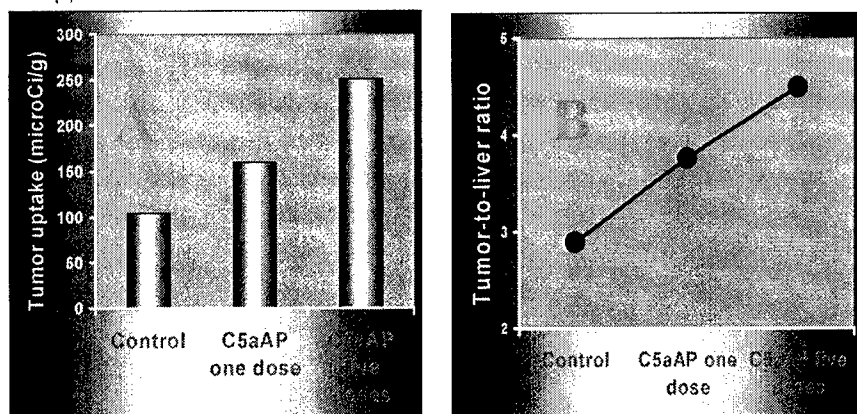 Tumor uptake (microCi/g)
300
250
200
150
100
50
0
Control
C5aAP
one dose
B
Tumor-to-liver ratio
5
4
3
2
Control
C5aAP one
dose